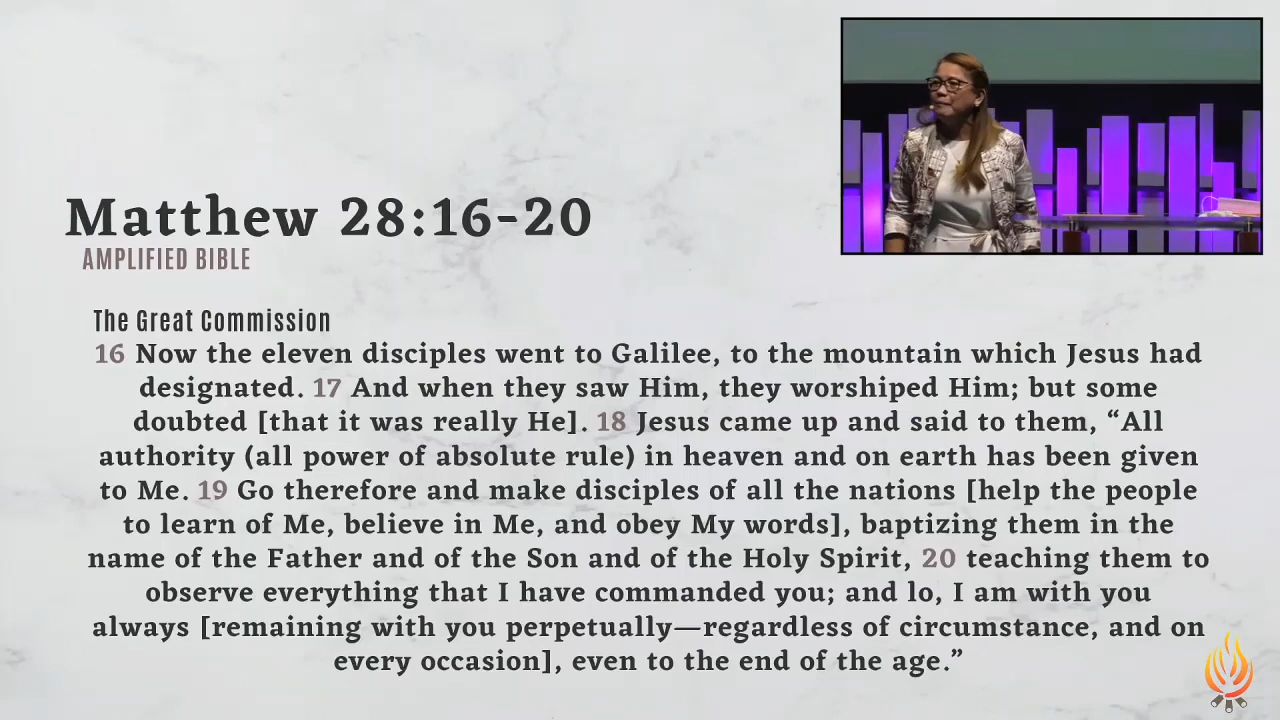 Matthew 28:16-20
AMPLIFIED BIBLE
The Great Commission
16 Now the eleven disciples went to Galilee, to the mountain which Jesus had
designated. 17 And when they saw Him, they worshiped Him; but some
doubted [that it was really He]. 18 Jesus came up and said to them, “All
authority (all power of absolute rule) in heaven and on earth has been given
to Me. 19 Go therefore and make disciples of all the nations [help the people
to learn of Me, believe in Me, and obey My words], baptizing them in the
name of the Father and of the Son and of the Holy Spirit, 20 teaching them to
observe everything that I have commanded you; and lo, I am with you
always [remaining with you perpetually—regardless of circumstance, and on
every occasion], even to the end of the age.”